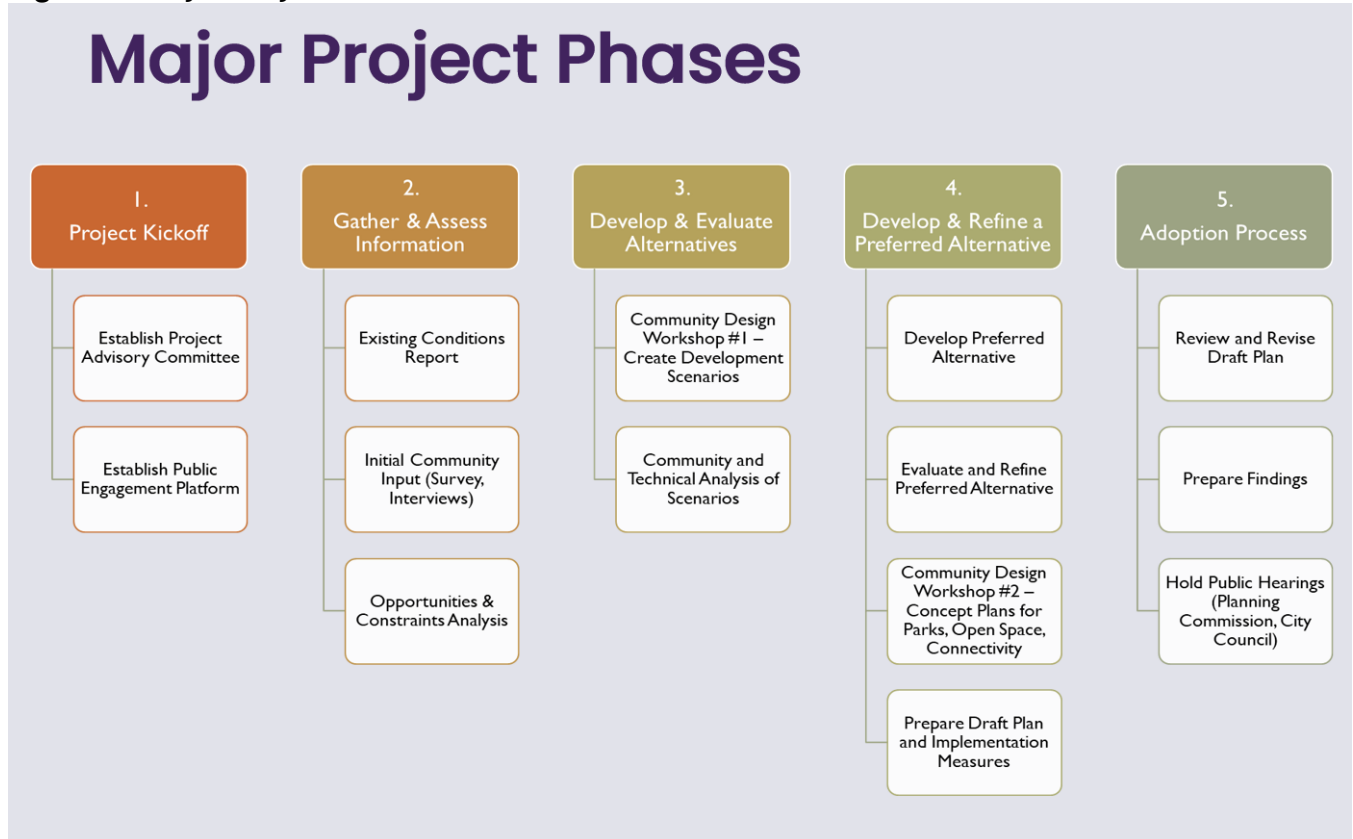 Major Project Phases
1.
Project Kickoff
Establish Project
Advisory Committee
Establish Public
Engagement Platform
2.
Gather & Assess
Information
Existing Conditions
Report
Initial Community
Input (Survey,
Interviews)
Opportunities &
Constraints Analysis
3.
Develop & Evaluate
Alternatives
Community Design
Workshop #1 –
Create Development
Scenarios
Community and
Technical Analysis of
Scenarios
4.
Develop & Refine a
Preferred Alternative
Develop Preferred
Alternative
Evaluate and Refine
Preferred Alternative
Community Design
Workshop #2 –
Concept Plans for
Parks, Open Space,
Connectivity
Prepare Draft Plan
and Implementation
Measures
5.
Adoption Process
Review and Revise
Draft Plan
Prepare Findings
Hold Public Hearings
(Planning
Commission, City
Council)